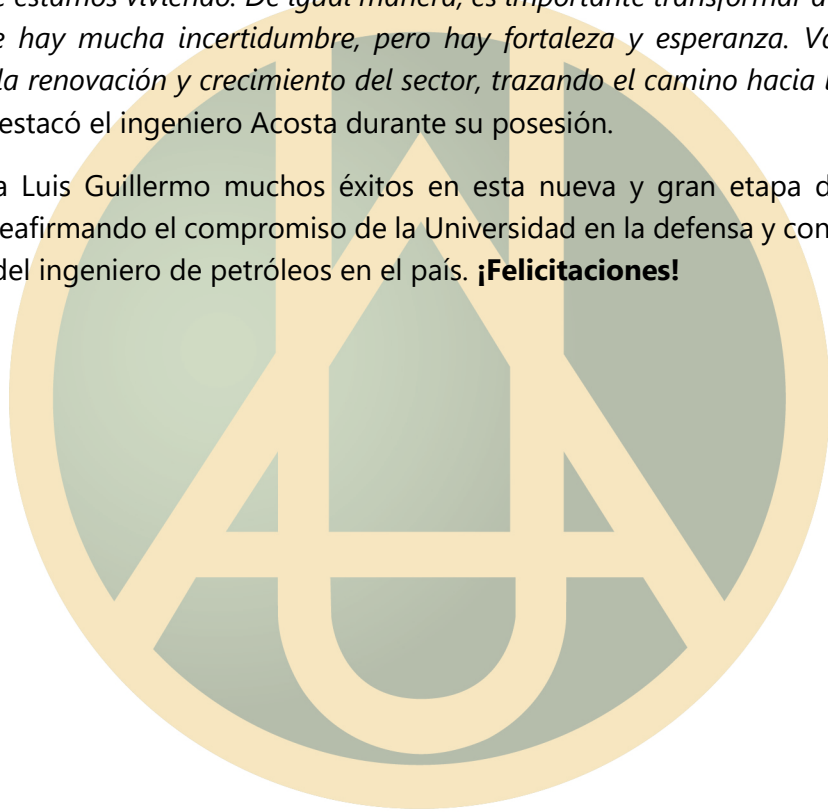 estamos viviendo. De igual manera, es importante transformar
hay mucha incertidumbre, pero hay fortaleza y esperanza.
la renovación y crecimiento del sector, trazando el camino hacia
estacó el ingeniero Acosta durante su posesión.
a Luis Guillermo muchos éxitos en esta nueva y gran etapa
eafirmando el compromiso de la Universidad en la defensa y
del ingeniero de petróleos en el país. ¡Felicitaciones!